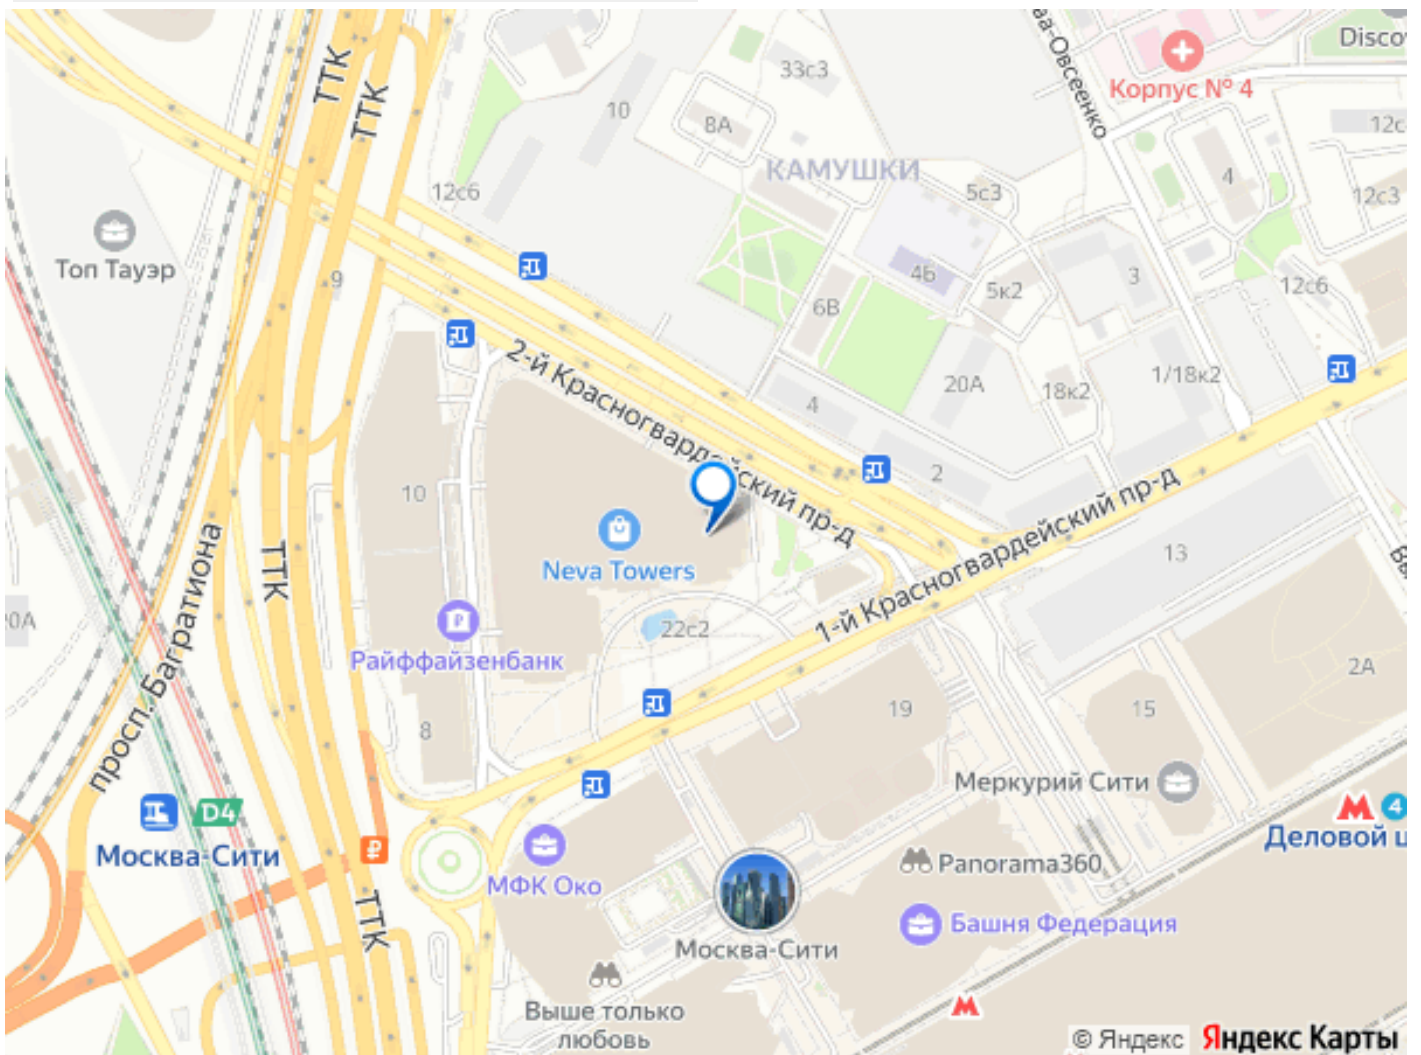 ТТК
ТТК
33с3
Корпус № 4
10
8А
12с
КАМУШКИ
12с6
5с3
4
12с3
Топ Тауэр
9
4Б
5к2
3
12с6
6В
2-й Красногвардейский пр-д
20А
1/18к2
18к2
4
2
10
Neva Towers
13
ТТК
просп. Багратиона
1-й Красногвардейский пр-д
22с2
Райффайзенбанк
2А
8
19
15
Меркурий Сити
D4
4
Москва-Сити
МФК Око
Panorama360
Деловой ц
ТТК
Башня Федерация
Москва-Сити
Выше только
любовь
© Яндекс Яндекс Карты